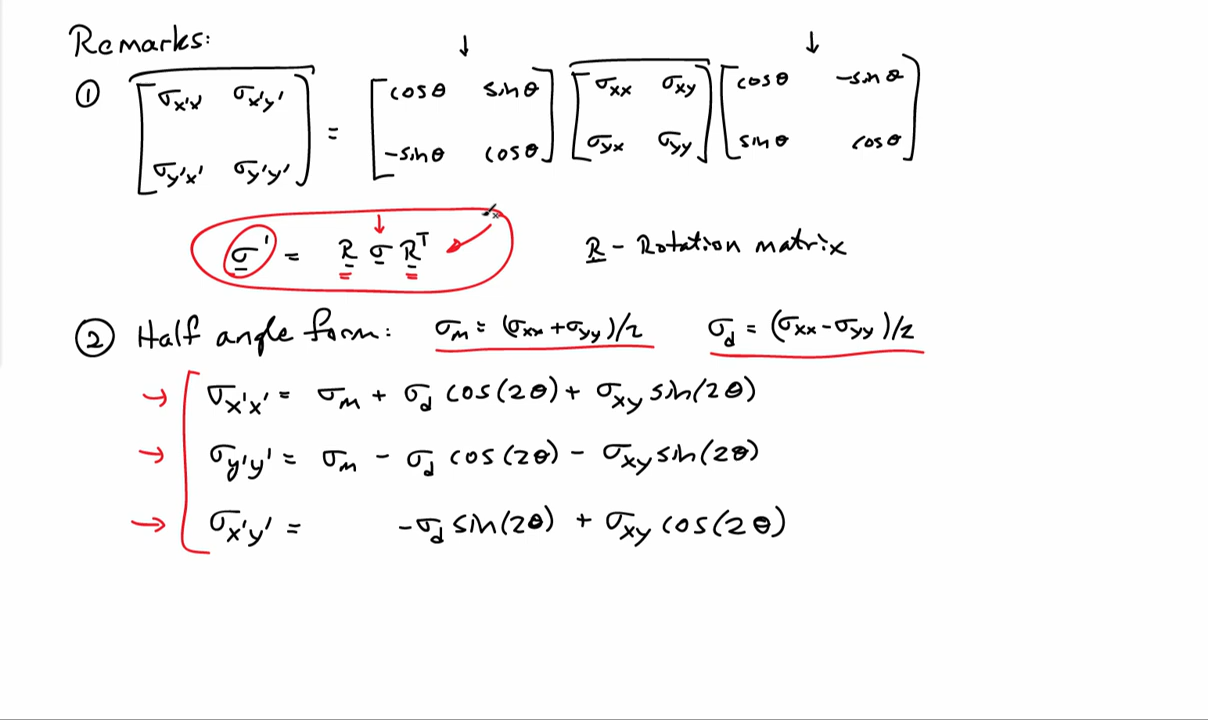 Remarks:
① [σx'x' σx'y' ; σy'x' σy'y'] = [cosθ sinθ ; -sinθ cosθ] [σxx σxy ; σyx σyy] [cosθ -sinθ ; sinθ cosθ]
σ' = R σ Rᵀ R - Rotation matrix
② Half angle form: σm = (σxx + σyy)/2 σd = (σxx - σyy)/2
→ σx'x' = σm + σd cos(2θ) + σxy sin(2θ)
→ σy'y' = σm - σd cos(2θ) - σxy sin(2θ)
→ σx'y' = -σd sin(2θ) + σxy cos(2θ)